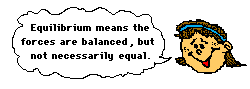 Equilibrium means the
forces are balanced, but
not necessarily equal.